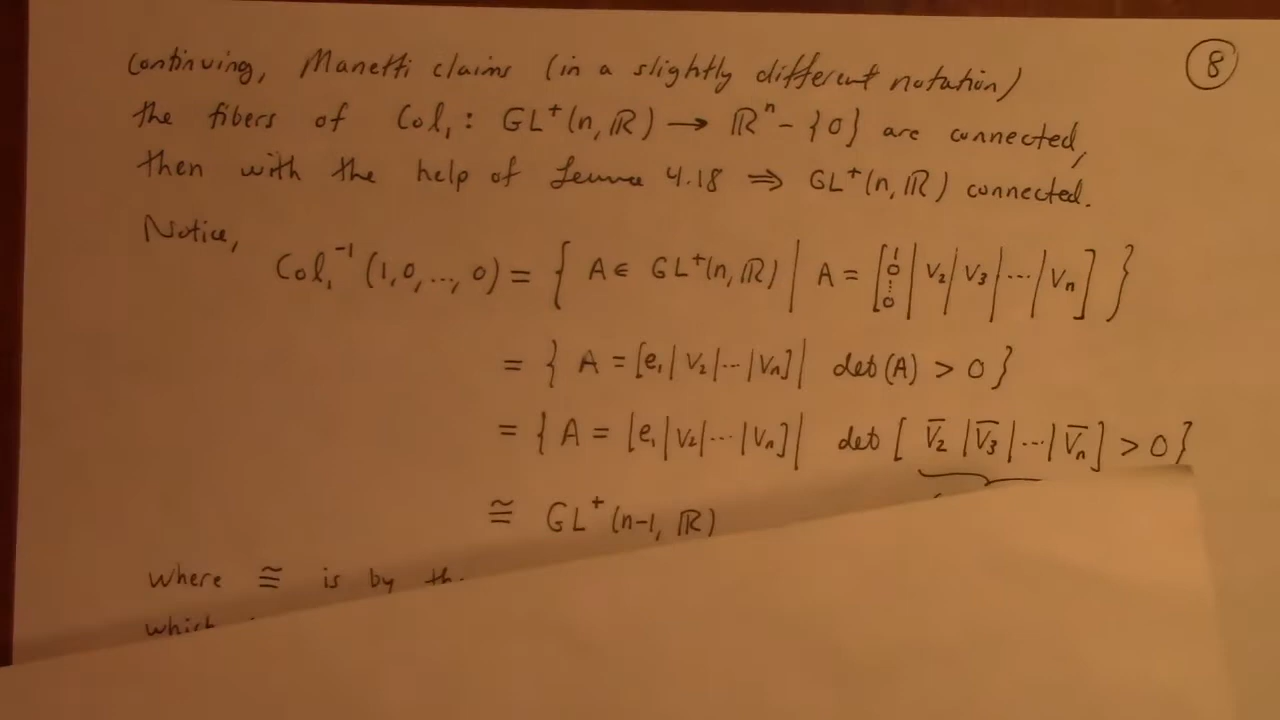 continuing, Manetti claims (in a slightly different notation)
⑧
the fibers of Col₁ : GL⁺(n, ℝ) → ℝⁿ - {0} are connected,
then with the help of Lemma 4.18 ⇒ GL⁺(n, ℝ) connected.
Notice,
Col₁⁻¹(1,0,...,0) = { A ∈ GL⁺(n, ℝ) | A = [1 0 ⋮ 0 | V₂ | V₃ | ⋯ | Vₙ] }
= { A = [e₁ | V₂ | ⋯ | Vₙ] | det(A) > 0 }
= { A = [e₁ | V₂ | ⋯ | Vₙ] | det [ V̄₂ | V̄₃ | ⋯ | V̄ₙ ] > 0 }
≅ GL⁺(n-1, ℝ)
where ≅ is by
which